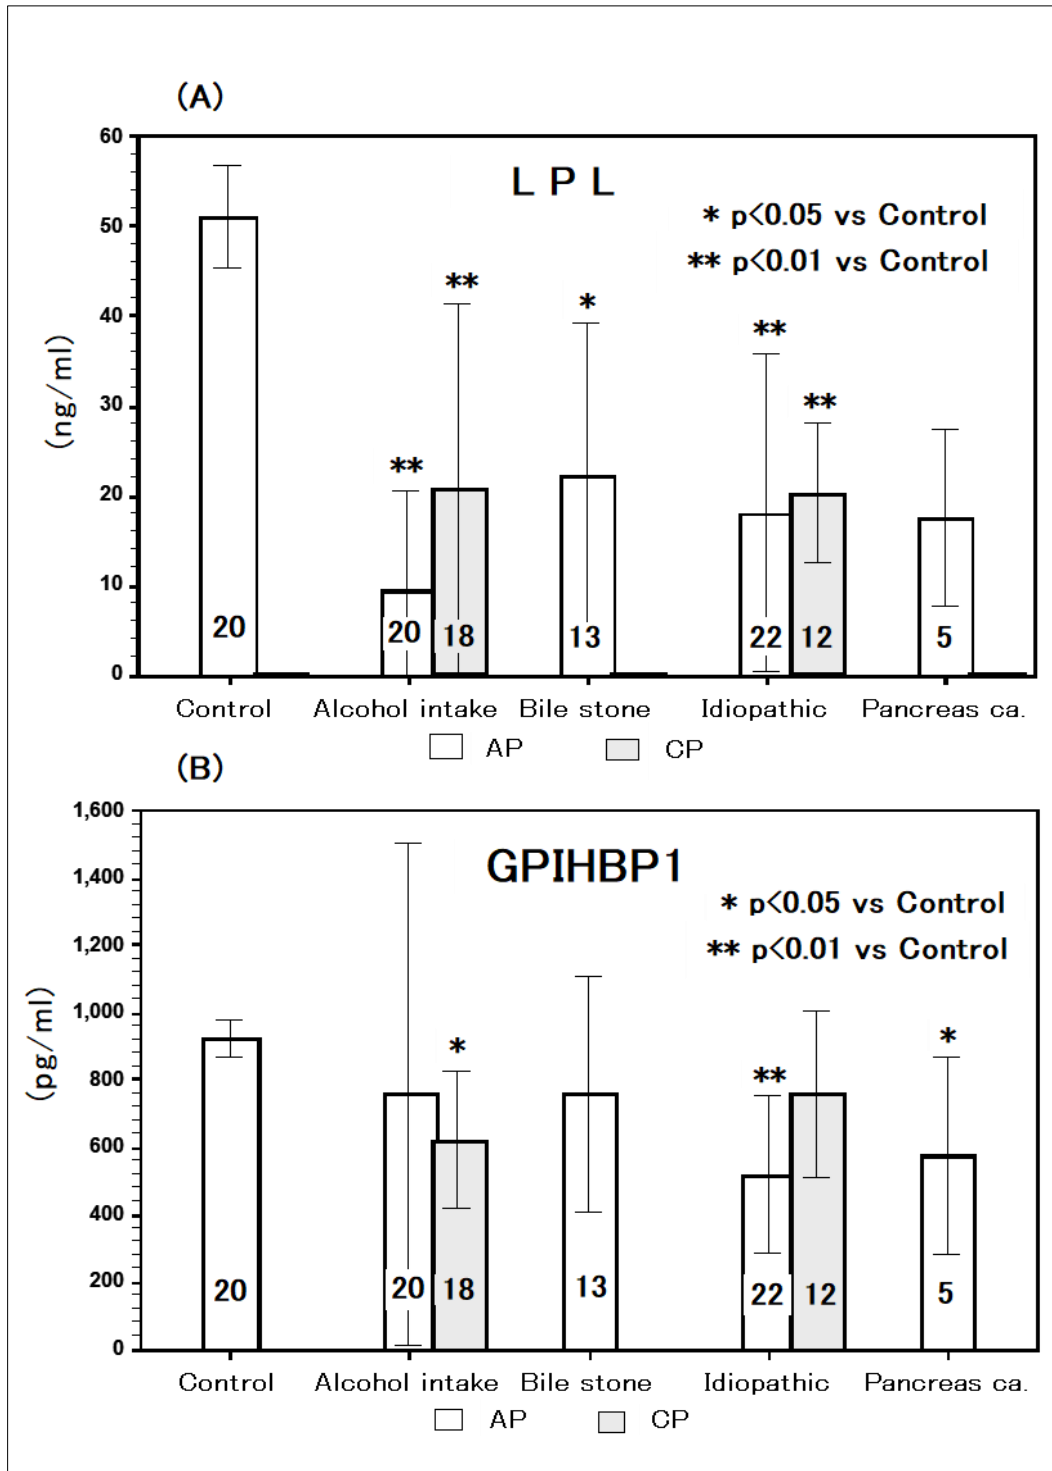 (A)
L P L
* p<0.05 vs Control
** p<0.01 vs Control
(ng/ml)
60
50
40
30
20
10
0
**
*
**
**
**
20
20
18
13
22
12
5
Control
Alcohol intake
Bile stone
Idiopathic
Pancreas ca.
AP
CP
(B)
GPIHBP1
* p<0.05 vs Control
** p<0.01 vs Control
(pg/ml)
1,600
1,400
1,200
1,000
800
600
400
200
0
*
**
*
20
20
18
13
22
12
5
Control
Alcohol intake
Bile stone
Idiopathic
Pancreas ca.
AP
CP